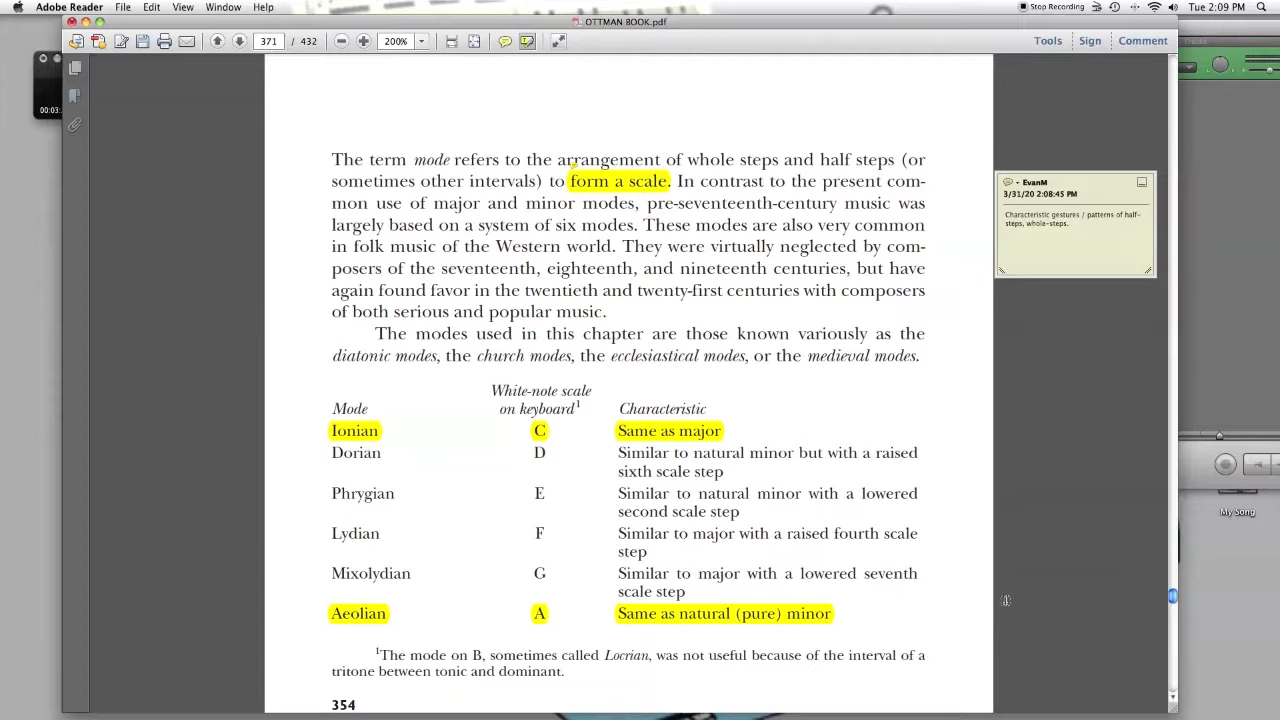 Adobe Reader File Edit View Window Help
Stop Recording
Tue 2:09 PM
OTTMAN BOOK.pdf
371 / 432 200% Tools Sign Comment
00:03:
The term mode refers to the arrangement of whole steps and half steps (or
sometimes other intervals) to form a scale. In contrast to the present com-
mon use of major and minor modes, pre-seventeenth-century music was
largely based on a system of six modes. These modes are also very common
in folk music of the Western world. They were virtually neglected by com-
posers of the seventeenth, eighteenth, and nineteenth centuries, but have
again found favor in the twentieth and twenty-first centuries with composers
of both serious and popular music.
The modes used in this chapter are those known variously as the
diatonic modes, the church modes, the ecclesiastical modes, or the medieval modes.
EvanM
3/31/20 2:08:45 PM
Characteristic gestures / patterns of half-
steps, whole-steps.
White-note scale
Mode on keyboard1 Characteristic
Ionian C Same as major
Dorian D Similar to natural minor but with a raised
sixth scale step
Phrygian E Similar to natural minor with a lowered
second scale step
Lydian F Similar to major with a raised fourth scale
step
Mixolydian G Similar to major with a lowered seventh
scale step
Aeolian A Same as natural (pure) minor
1The mode on B, sometimes called Locrian, was not useful because of the interval of a
tritone between tonic and dominant.
354
My Song